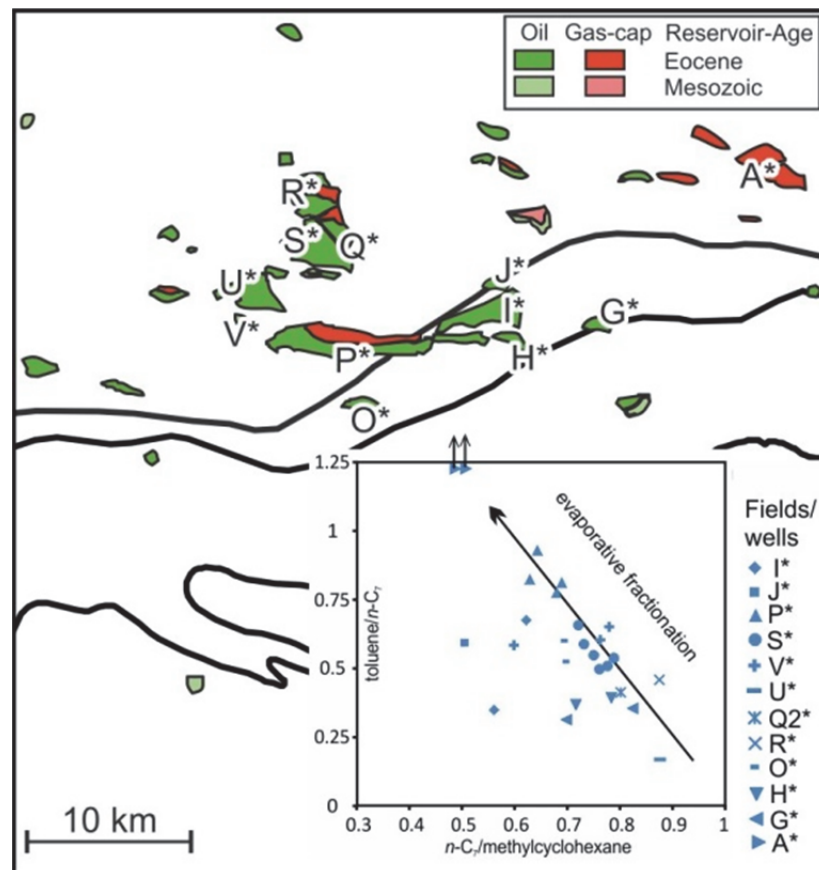 Oil Gas-cap Reservoir-Age
Eocene
Mesozoic
A*
R*
S* Q*
J*
U*
I*
G*
V*
P* H*
O*
1.25
1
0.75
0.5
0.25
0
toluene/n-C₇
evaporative fractionation
0.3 0.4 0.5 0.6 0.7 0.8 0.9 1
n-C₇/methylcyclohexane
Fields/
wells
I*
J*
P*
S*
V*
U*
Q2*
R*
O*
H*
G*
A*
10 km